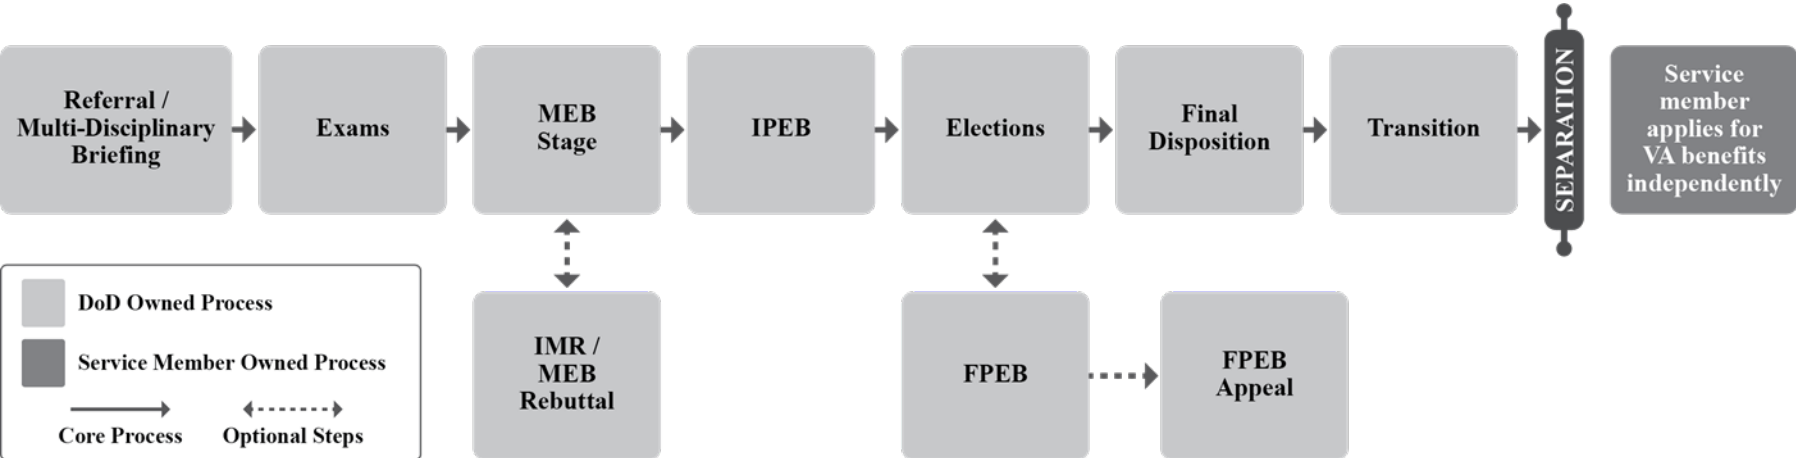 Referral /
Multi-Disciplinary
Briefing
Exams
MEB
Stage
IPEB
Elections
Final
Disposition
Transition
SEPARATION
Service
member
applies for
VA benefits
independently
IMR /
MEB
Rebuttal
FPEB
FPEB
Appeal
DoD Owned Process
Service Member Owned Process
Core Process
Optional Steps